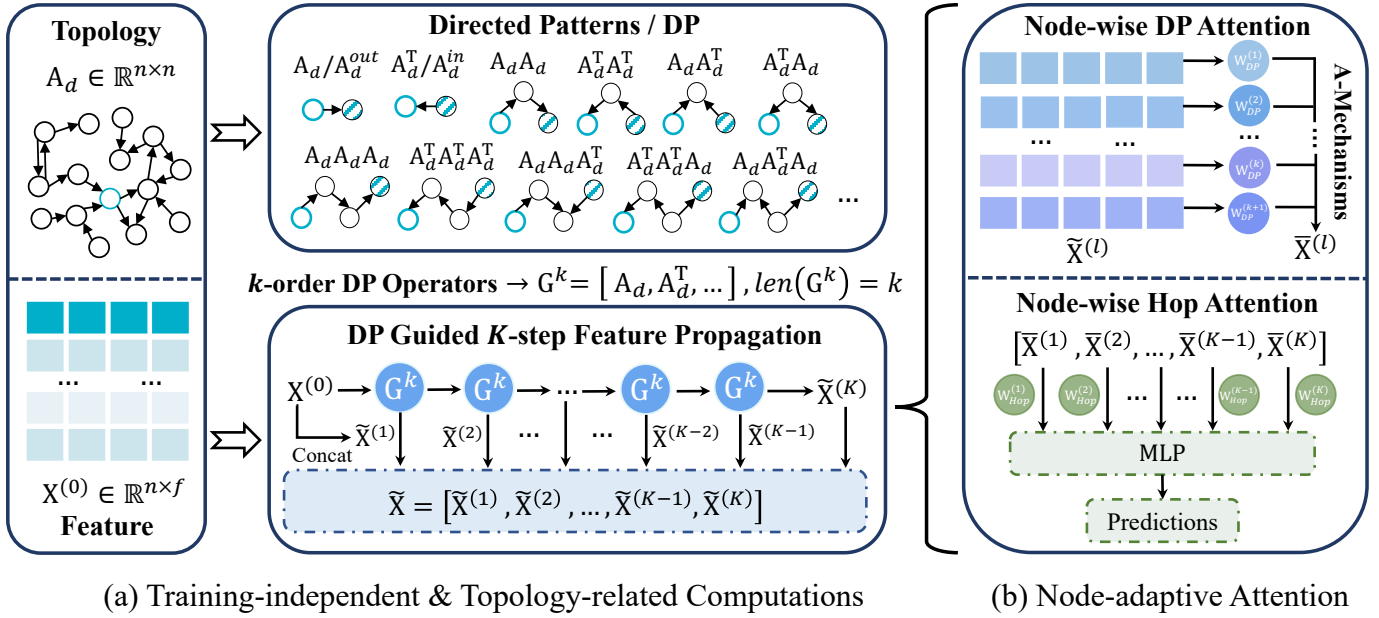 Topology
A_d ∈ ℝ^{n×n}
... ...
X^{(0)} ∈ ℝ^{n×f}
Feature
Directed Patterns / DP
A_d/A_d^{out} A_d^T/A_d^{in} A_dA_d A_d^TA_d^T A_dA_d^T A_d^TA_d
A_dA_dA_d A_d^TA_d^TA_d^T A_dA_dA_d^T A_d^TA_d^TA_d A_dA_d^TA_d ...
k-order DP Operators → G^k = [ A_d, A_d^T, ... ] , len(G^k) = k
DP Guided K-step Feature Propagation
X^{(0)} G^k G^k ... G^k G^k X̃^{(K)}
Concat X̃^{(1)} X̃^{(2)} ... ... X̃^{(K-2)} X̃^{(K-1)}
X̃ = [X̃^{(1)} , X̃^{(2)} , ... , X̃^{(K-1)}, X̃^{(K)}]
(a) Training-independent & Topology-related Computations
Node-wise DP Attention
W_{DP}^{(1)}
W_{DP}^{(2)}
... ... ... ...
W_{DP}^{(k)}
W_{DP}^{(k+1)}
A-Mechanisms
X̃^{(l)} X̅^{(l)}
Node-wise Hop Attention
[X̅^{(1)} , X̅^{(2)}, ... , X̅^{(K-1)}, X̅^{(K)}]
W_{Hop}^{(1)} W_{Hop}^{(2)} ... ... W_{Hop}^{(K-1)} W_{Hop}^{(K)}
MLP
Predictions
(b) Node-adaptive Attention